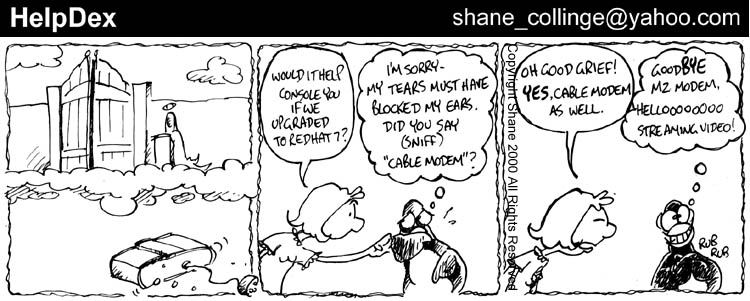 HelpDex
shane_collinge@yahoo.com
WOULD IT HELP
CONSOLE YOU
IF WE
UPGRADED
TO REDHAT 7?
I'M SORRY-
MY TEARS MUST HAVE
BLOCKED MY EARS.
DID YOU SAY
(SNIFF)
"CABLE MODEM"?
Copyright Shane 2000 All Rights Reserved
OH GOOD GRIEF!
YES, CABLE MODEM
AS WELL.
GOODBYE
M2 MODEM,
HELLOOOOOOOO
STREAMING VIDEO!
RUB
RUB